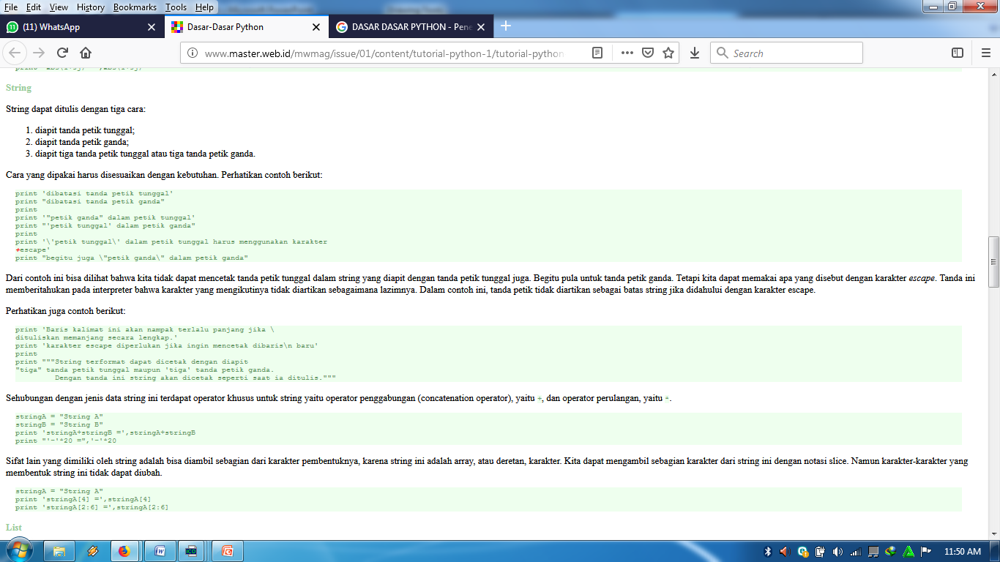 File Edit View History Bookmarks Tools Help
(11) WhatsApp
Dasar-Dasar Python
DASAR DASAR PYTHON - Pene
www.master.web.id/mwmag/issue/01/content/tutorial-python-1/tutorial-python
Search
String
String dapat ditulis dengan tiga cara:
1. diapit tanda petik tunggal;
2. diapit tanda petik ganda;
3. diapit tiga tanda petik tunggal atau tiga tanda petik ganda.
Cara yang dipakai harus disesuaikan dengan kebutuhan. Perhatikan contoh berikut:
print 'dibatasi tanda petik tunggal'
print "dibatasi tanda petik ganda"
print
print '"petik ganda" dalam petik tunggal'
print "'petik tunggal' dalam petik ganda"
print
print '\'petik tunggal\' dalam petik tunggal harus menggunakan karakter
+escape'
print "begitu juga \"petik ganda\" dalam petik ganda"
Dari contoh ini bisa dilihat bahwa kita tidak dapat mencetak tanda petik tunggal dalam string yang diapit dengan tanda petik tunggal juga. Begitu pula untuk tanda petik ganda. Tetapi kita dapat memakai apa yang disebut dengan karakter escape. Tanda ini
memberitahukan pada interpreter bahwa karakter yang mengikutinya tidak diartikan sebagaimana lazimnya. Dalam contoh ini, tanda petik tidak diartikan sebagai batas string jika didahului dengan karakter escape.
Perhatikan juga contoh berikut:
print 'Baris kalimat ini akan nampak terlalu panjang jika \
dituliskan memanjang secara lengkap.'
print 'karakter escape diperlukan jika ingin mencetak dibaris\n baru'
print
print """String terformat dapat dicetak dengan diapit
"tiga" tanda petik tunggal maupun 'tiga' tanda petik ganda.
Dengan tanda ini string akan dicetak seperti saat ia ditulis."""
Sehubungan dengan jenis data string ini terdapat operator khusus untuk string yaitu operator penggabungan (concatenation operator), yaitu +, dan operator perulangan, yaitu *.
stringA = "String A"
stringB = "String B"
print 'stringA+stringB =',stringA+stringB
print "'-'*20 =",'-'*20
Sifat lain yang dimiliki oleh string adalah bisa diambil sebagian dari karakter pembentuknya, karena string ini adalah array, atau deretan, karakter. Kita dapat mengambil sebagian karakter dari string ini dengan notasi slice. Namun karakter-karakter yang
membentuk string ini tidak dapat diubah.
stringA = "String A"
print 'stringA[4] =',stringA[4]
print 'stringA[2:6] =',stringA[2:6]
List
11:50 AM